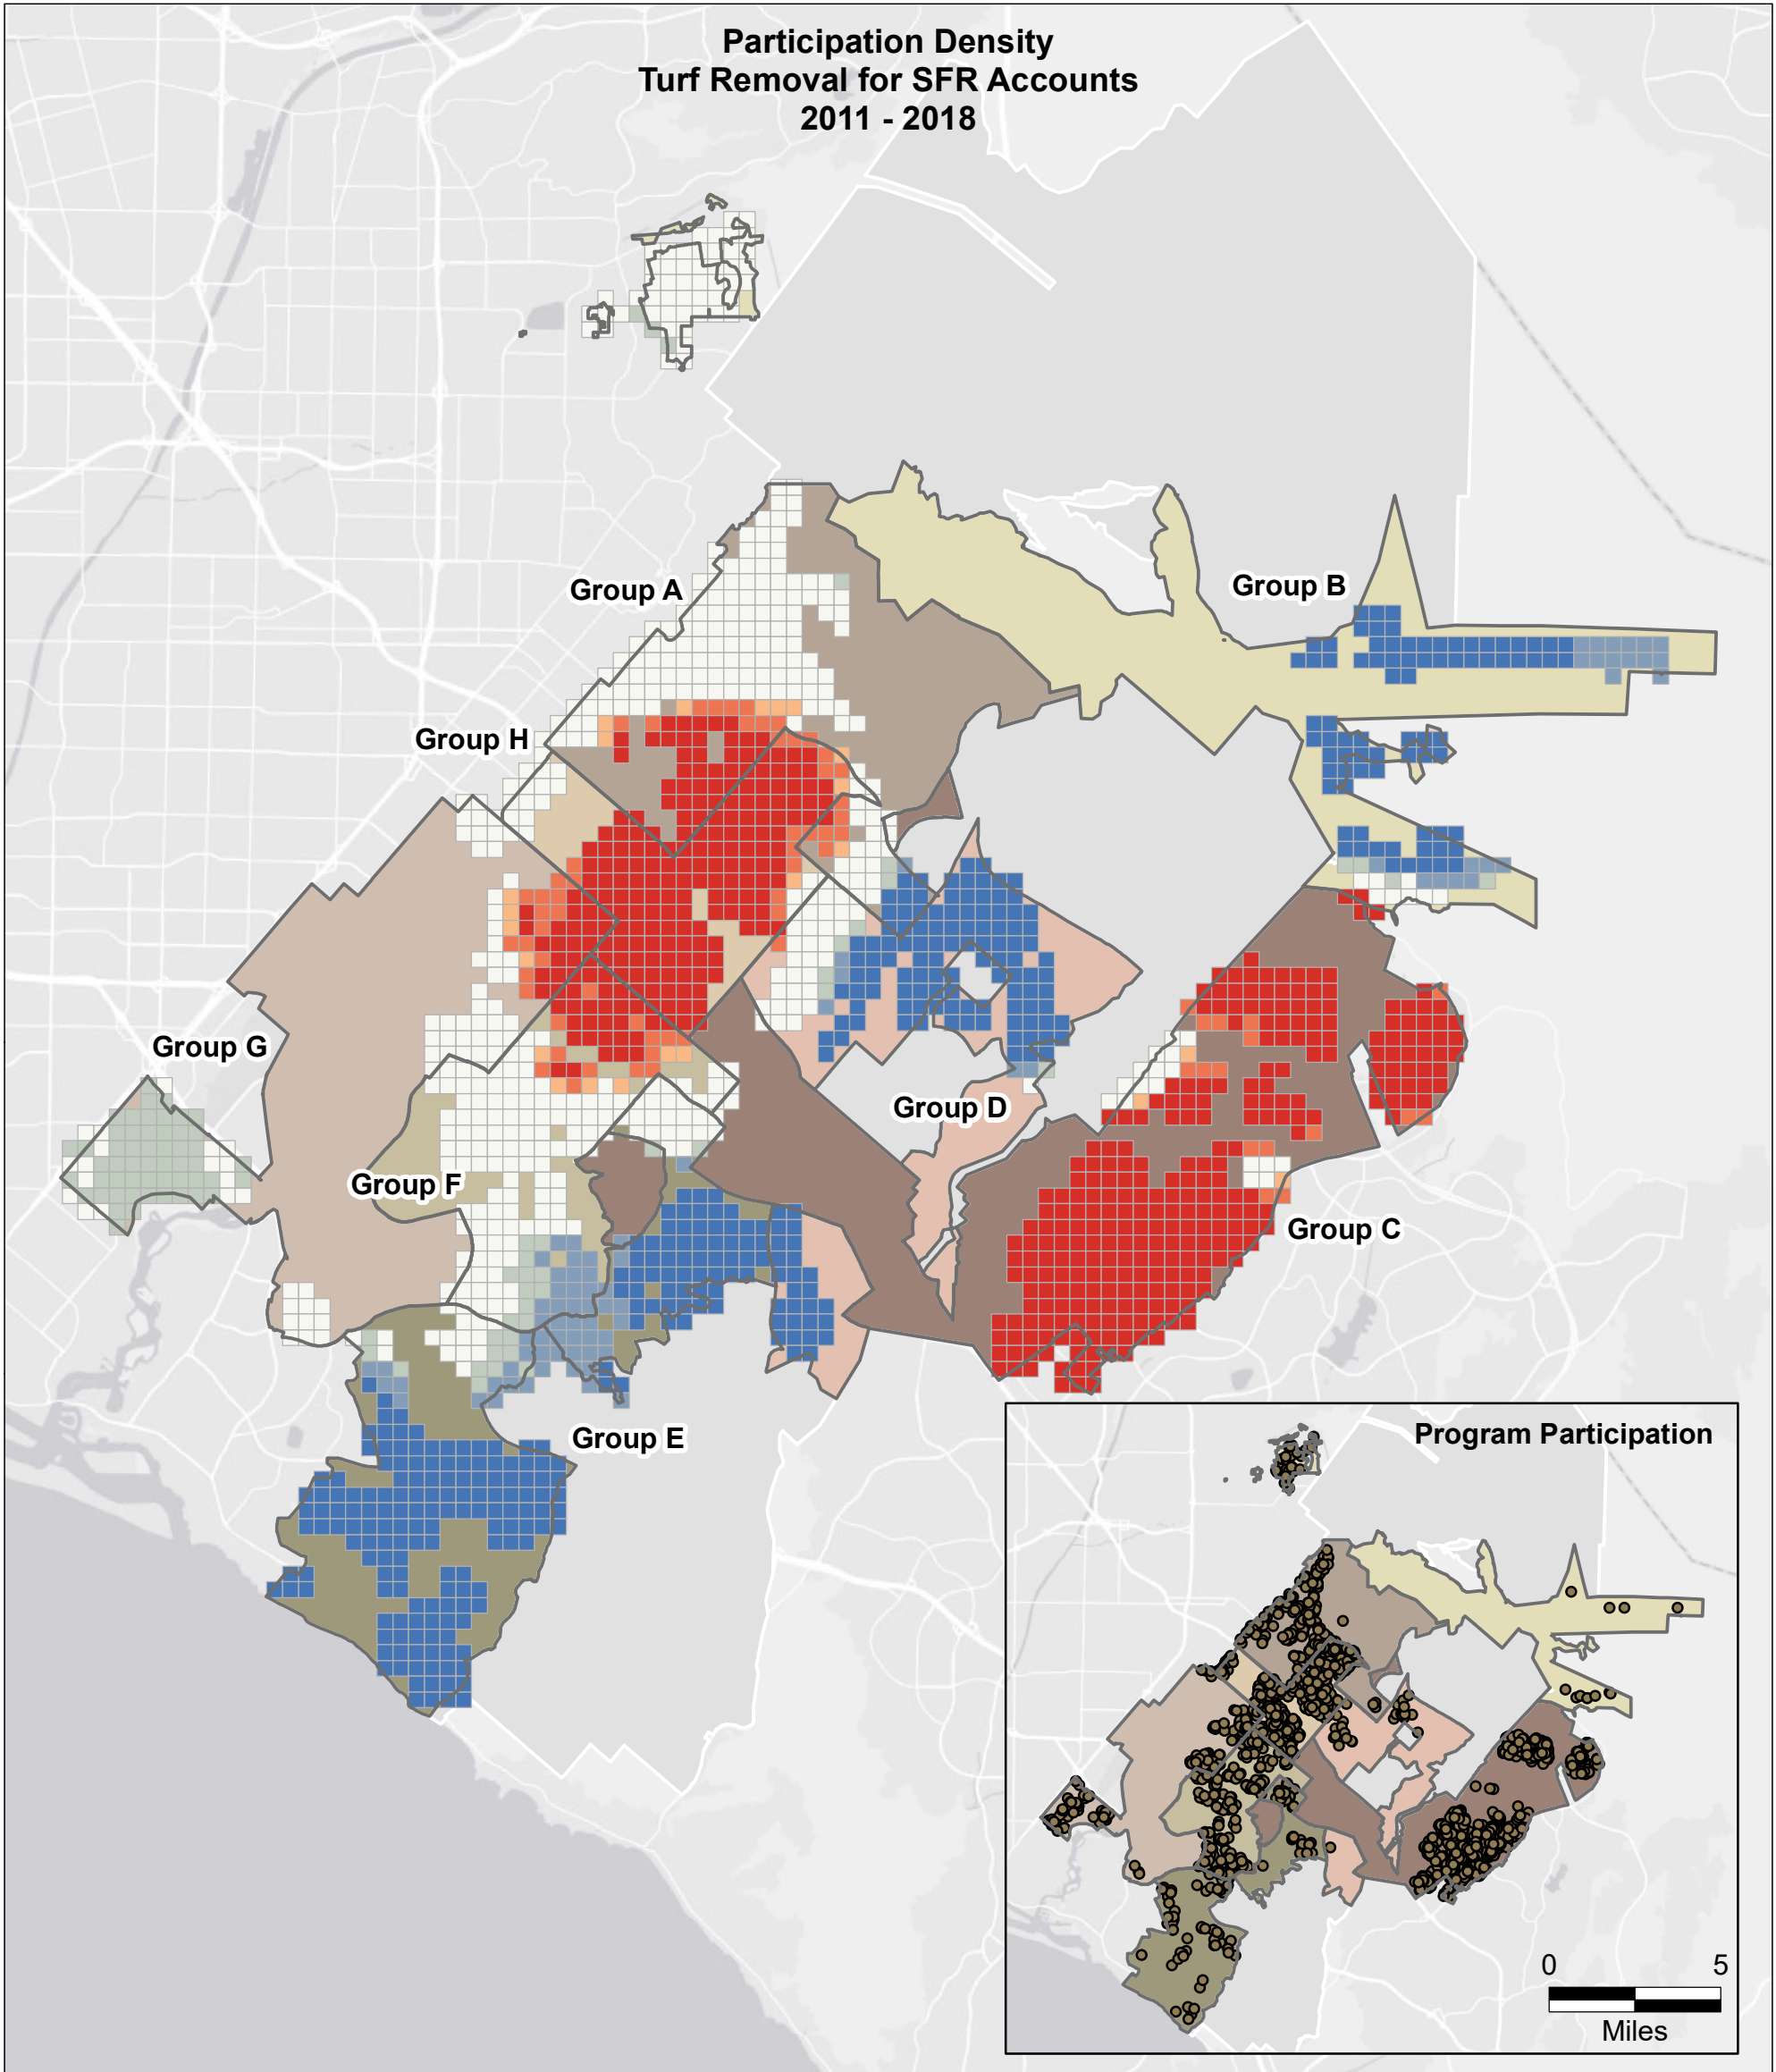 Participation Density
Turf Removal for SFR Accounts
2011 - 2018
Group A
Group B
Group H
Group G
Group D
Group F
Group C
Group E
Program Participation
0 5
Miles